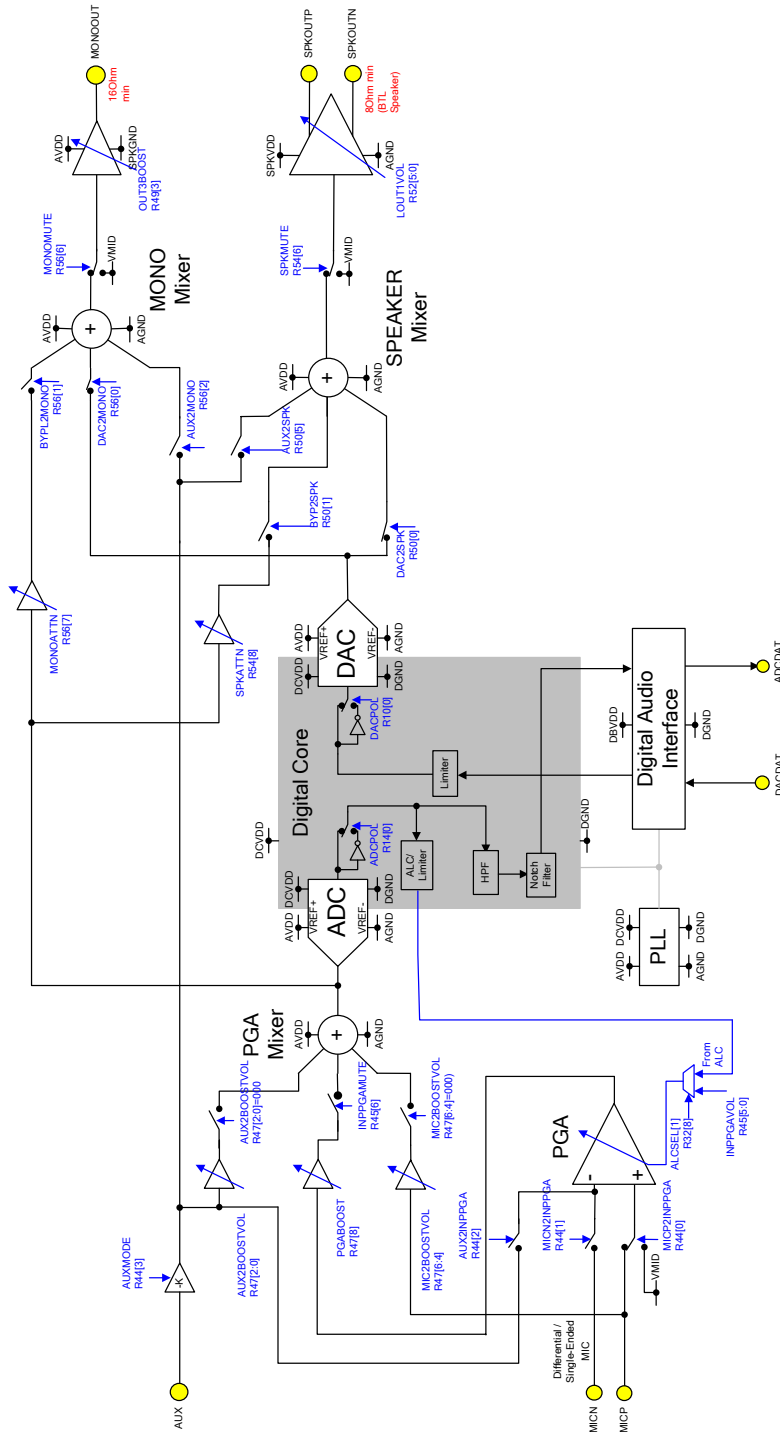 AUX
AUXMODE
R44[3]
-K
AUX2BOOSTVOL
R47[2:0]
AUX2BOOSTVOL
R47[2:0]=000
PGABOOST
R47[8]
INPPGAMUTE
R45[6]
MIC2BOOSTVOL
R47[6:4]
MIC2BOOSTVOL
R47[6:4]=000)
AUX2INPPGA
R44[2]
MICN2INPPGA
R44[1]
MICP2INPPGA
R44[0]
VMID
Differential /
Single-Ended
MIC
MICN
MICP
PGA
-
+
ALCSEL[1]
R32[8]
INPPGAVOL
R45[5:0]
From
ALC
PGA
Mixer
AVDD
+
AGND
MONOATTN
R56[7]
SPKATTN
R54[8]
ADC
AVDD
VREF+
DCVDD
VREF-
AGND
DGND
DCVDD
Digital Core
ADCPOL
R14[0]
ALC/
Limiter
HPF
Notch
Filter
Limiter
DACPOL
R10[0]
DGND
DAC
DCVDD
AVDD
VREF+
VREF-
DGND
AGND
PLL
AVDD
DCVDD
AGND
DGND
Digital Audio
Interface
DBVDD
DGND
DACDAT
ADCDAT
BYPL2MONO
R56[1]
DAC2MONO
R56[0]
AUX2MONO
R56[2]
AUX2SPK
R50[5]
BYP2SPK
R50[1]
DAC2SPK
R50[0]
AVDD
+
AGND
MONO
Mixer
AVDD
+
AGND
SPEAKER
Mixer
MONOMUTE
R56[6]
VMID
SPKMUTE
R54[6]
VMID
AVDD
SPKGND
OUT3BOOST
R49[3]
SPKVDD
AGND
LOUT1VOL
R52[5:0]
MONOOUT
16Ohm
min
SPKOUTP
SPKOUTN
8Ohm min
(BTL
Speaker)